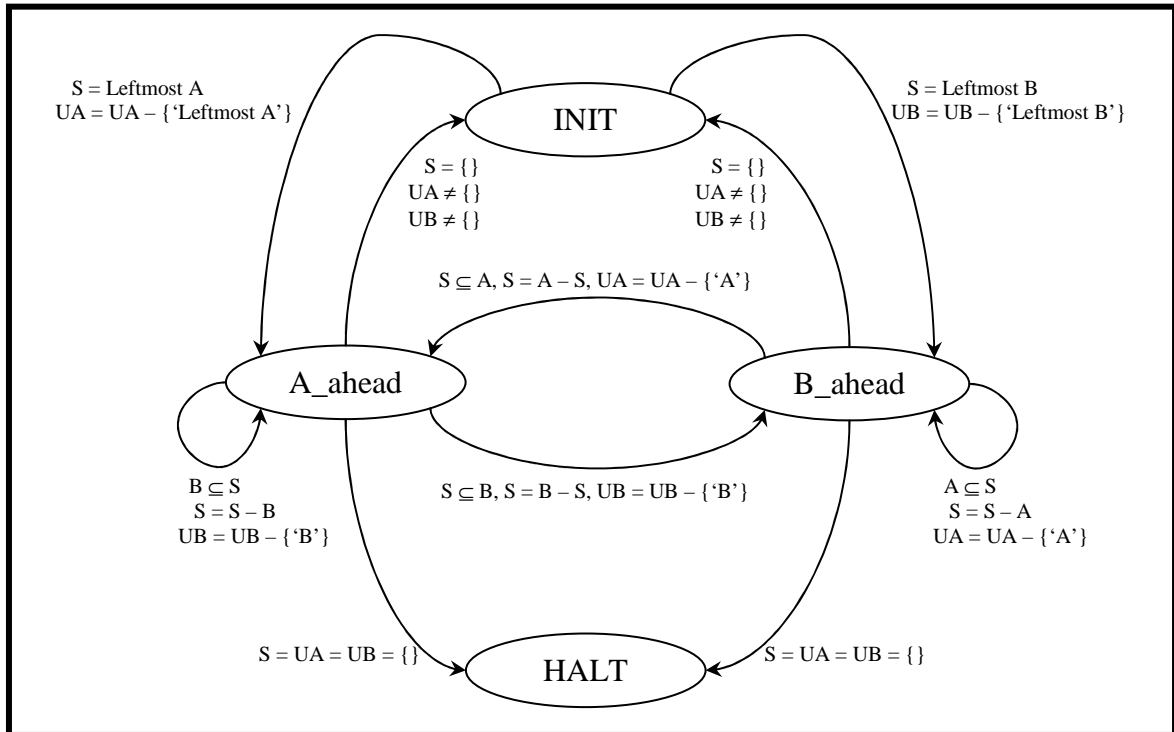 S = Leftmost A
UA = UA – {‘Leftmost A’}
INIT
S = Leftmost B
UB = UB – {‘Leftmost B’}
S = {}
UA ≠ {}
UB ≠ {}
S = {}
UA ≠ {}
UB ≠ {}
S ⊆ A, S = A – S, UA = UA – {‘A’}
A_ahead
B_ahead
B ⊆ S
S = S – B
UB = UB – {‘B’}
S ⊆ B, S = B – S, UB = UB – {‘B’}
A ⊆ S
S = S – A
UA = UA – {‘A’}
S = UA = UB = {}
HALT
S = UA = UB = {}